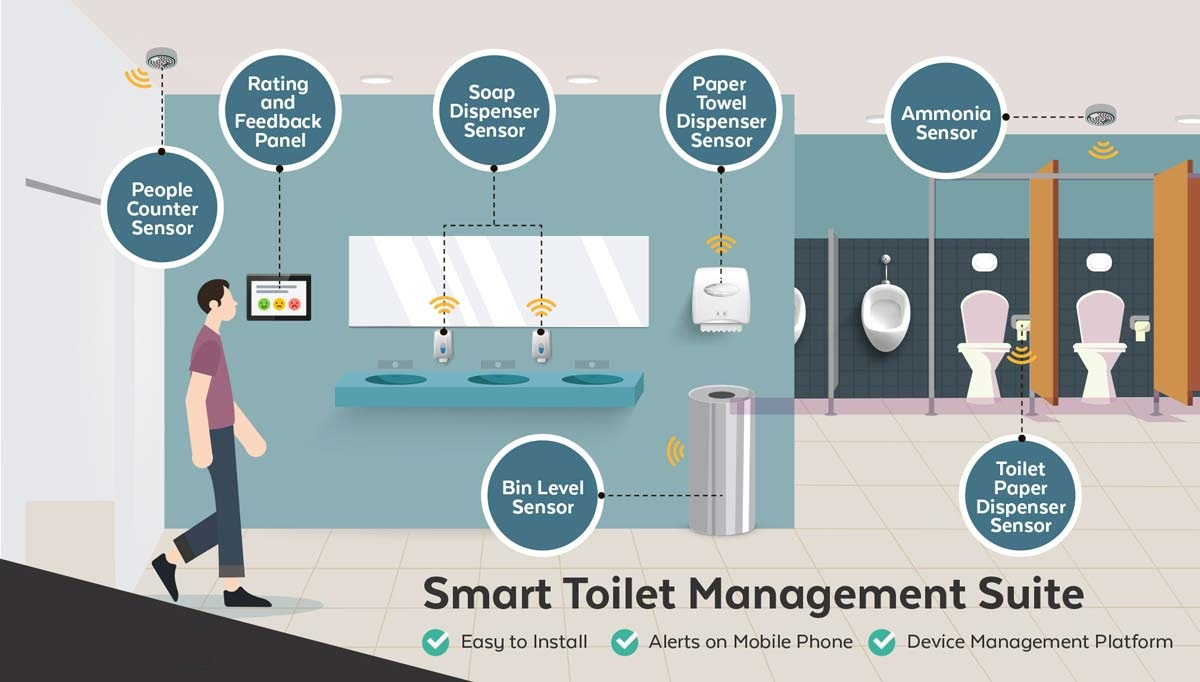 Rating
and
Feedback
Panel
Soap
Dispenser
Sensor
Paper
Towel
Dispenser
Sensor
Ammonia
Sensor
People
Counter
Sensor
Bin Level
Sensor
Toilet
Paper
Dispenser
Sensor
Smart Toilet Management Suite
Easy to Install
Alerts on Mobile Phone
Device Management Platform